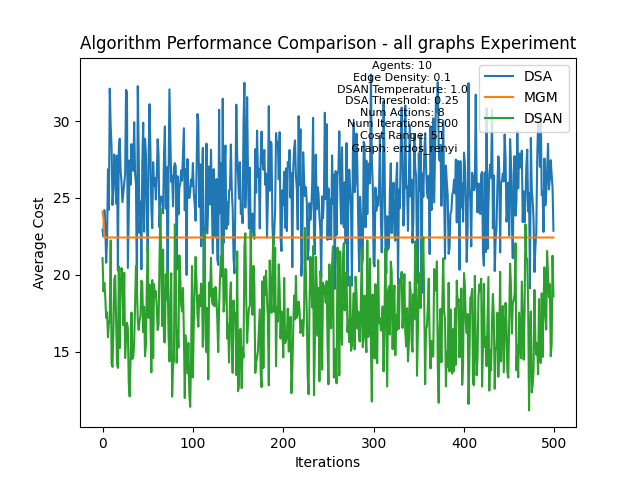 Algorithm Performance Comparison - all graphs Experiment
Agents: 10
Edge Density: 0.1
DSAN Temperature: 1.0
DSA Threshold: 0.25
Num Actions: 8
Num Iterations: 500
Cost Range: 51
Graph: erdos_renyi
DSA
MGM
DSAN
Average Cost
30
25
20
15
0 100 200 300 400 500
Iterations